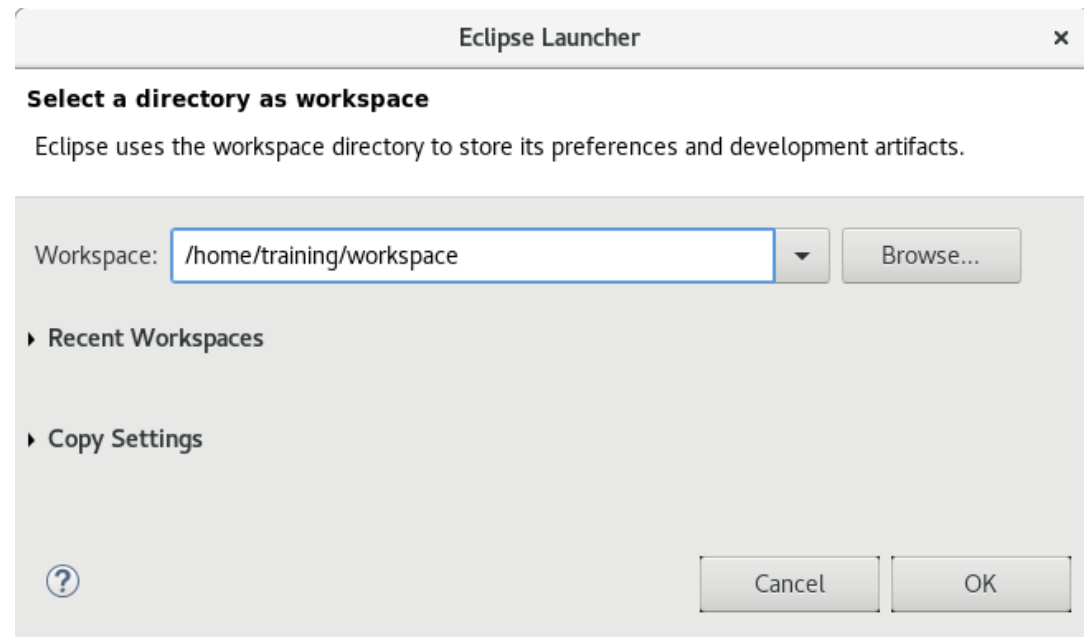 Eclipse Launcher
Select a directory as workspace
Eclipse uses the workspace directory to store its preferences and development artifacts.
Workspace: /home/training/workspace Browse...
Recent Workspaces
Copy Settings
? Cancel OK